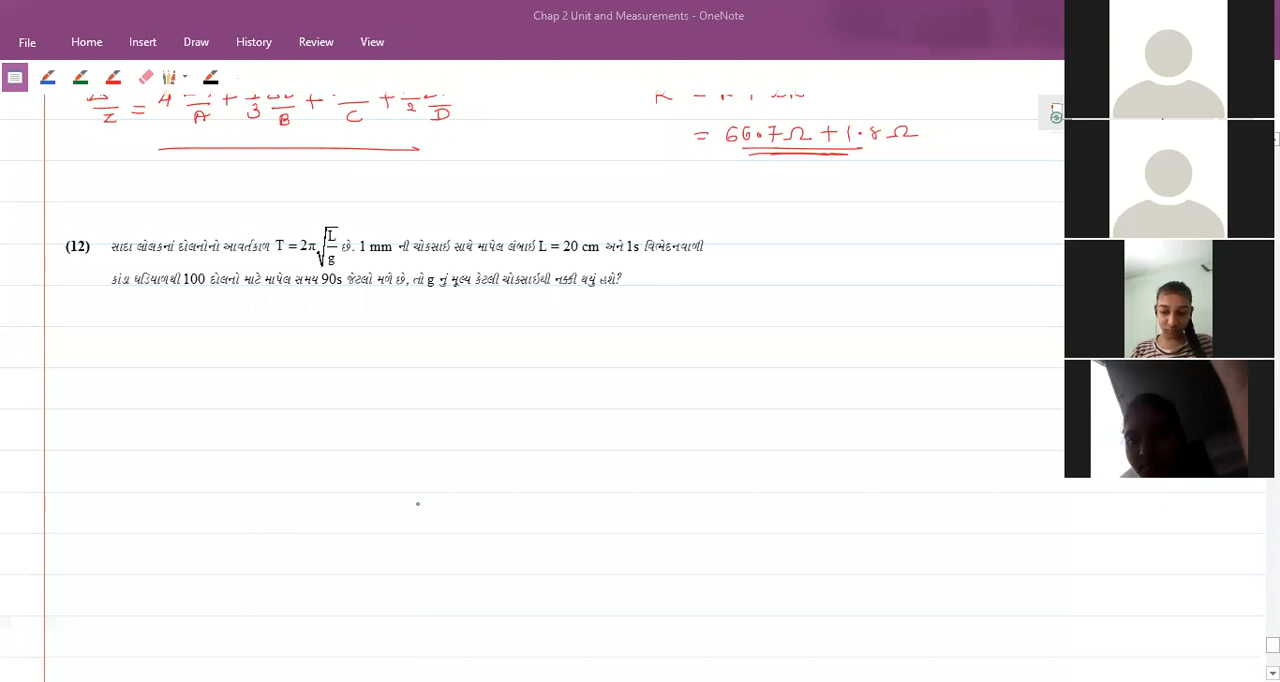 Chap 2 Unit and Measurements - OneNote
File Home Insert Draw History Review View
Z = A + 3 B + C + 2 D
= 66.7Ω + 1.8Ω
(12) સાદા લોલકનાં દોલનોનો આવર્તકાળ T = 2π√(L/g) છે. 1 mm ની ચોકસાઈ સાથે માપેલ લંબાઈ L = 20 cm અને 1s વિભેદનવાળી
કાંડા ઘડિયાળથી 100 દોલનો માટે માપેલ સમય 90s જેટલો મળે છે, તો g નું મૂલ્ય કેટલી ચોકસાઈથી નક્કી થયું હશે?